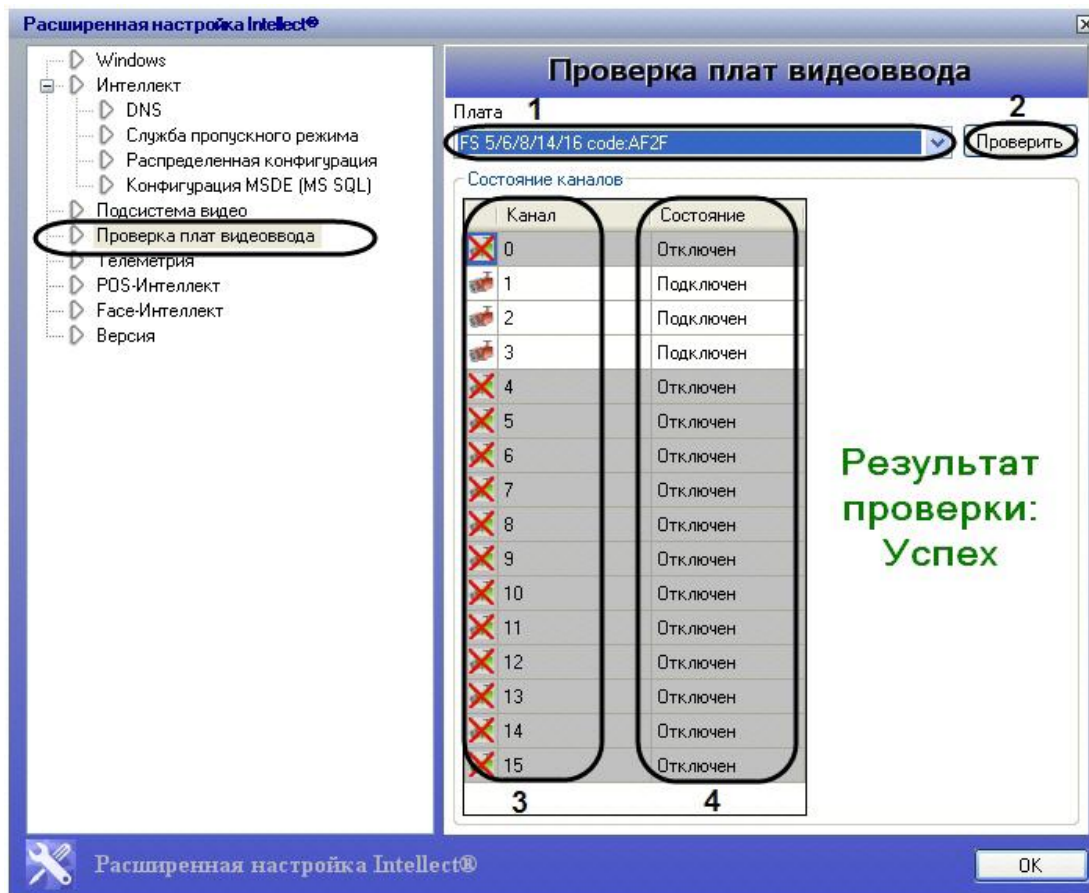 Расширенная настройка Intellect®
Windows
Интеллект
DNS
Служба пропускного режима
Распределенная конфигурация
Конфигурация MSDE (MS SQL)
Подсистема видео
Проверка плат видеоввода
Телеметрия
POS-Интеллект
Face-Интеллект
Версия
Проверка плат видеоввода
Плата 1 2
FS 5/6/8/14/16 code:AF2F Проверить
Состояние каналов
Канал Состояние
0 Отключен
1 Подключен
2 Подключен
3 Подключен
4 Отключен
5 Отключен
6 Отключен
7 Отключен
8 Отключен
9 Отключен
10 Отключен
11 Отключен
12 Отключен
13 Отключен
14 Отключен
15 Отключен
3 4
Результат
проверки:
Успех
Расширенная настройка Intellect®
OK